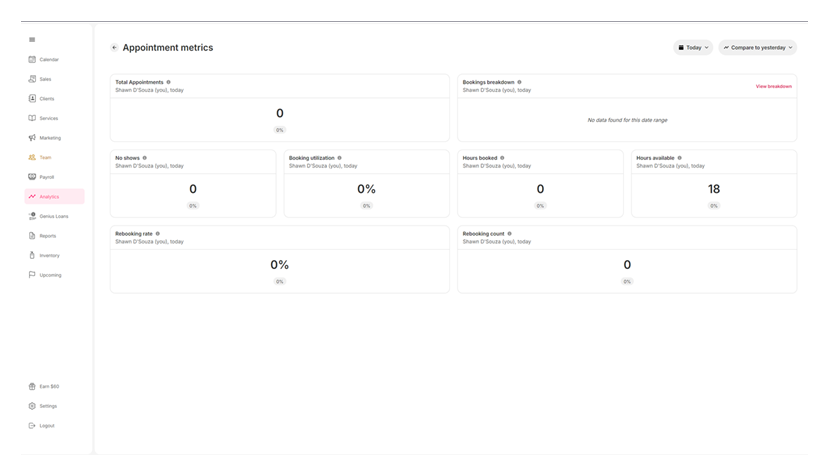 Appointment metrics
Today
Compare to yesterday
Calendar
Sales
Clients
Services
Marketing
Team
Payroll
Analytics
Genius Loans
Reports
Inventory
Upcoming
Earn $60
Settings
Logout
Total Appointments
Shawn D'Souza (you), today
0
0%
Bookings breakdown
Shawn D'Souza (you), today
View breakdown
No data found for this date range
No shows
Shawn D'Souza (you), today
0
0%
Booking utilization
Shawn D'Souza (you), today
0%
0%
Hours booked
Shawn D'Souza (you), today
0
0%
Hours available
Shawn D'Souza (you), today
18
0%
Rebooking rate
Shawn D'Souza (you), today
0%
0%
Rebooking count
Shawn D'Souza (you), today
0
0%